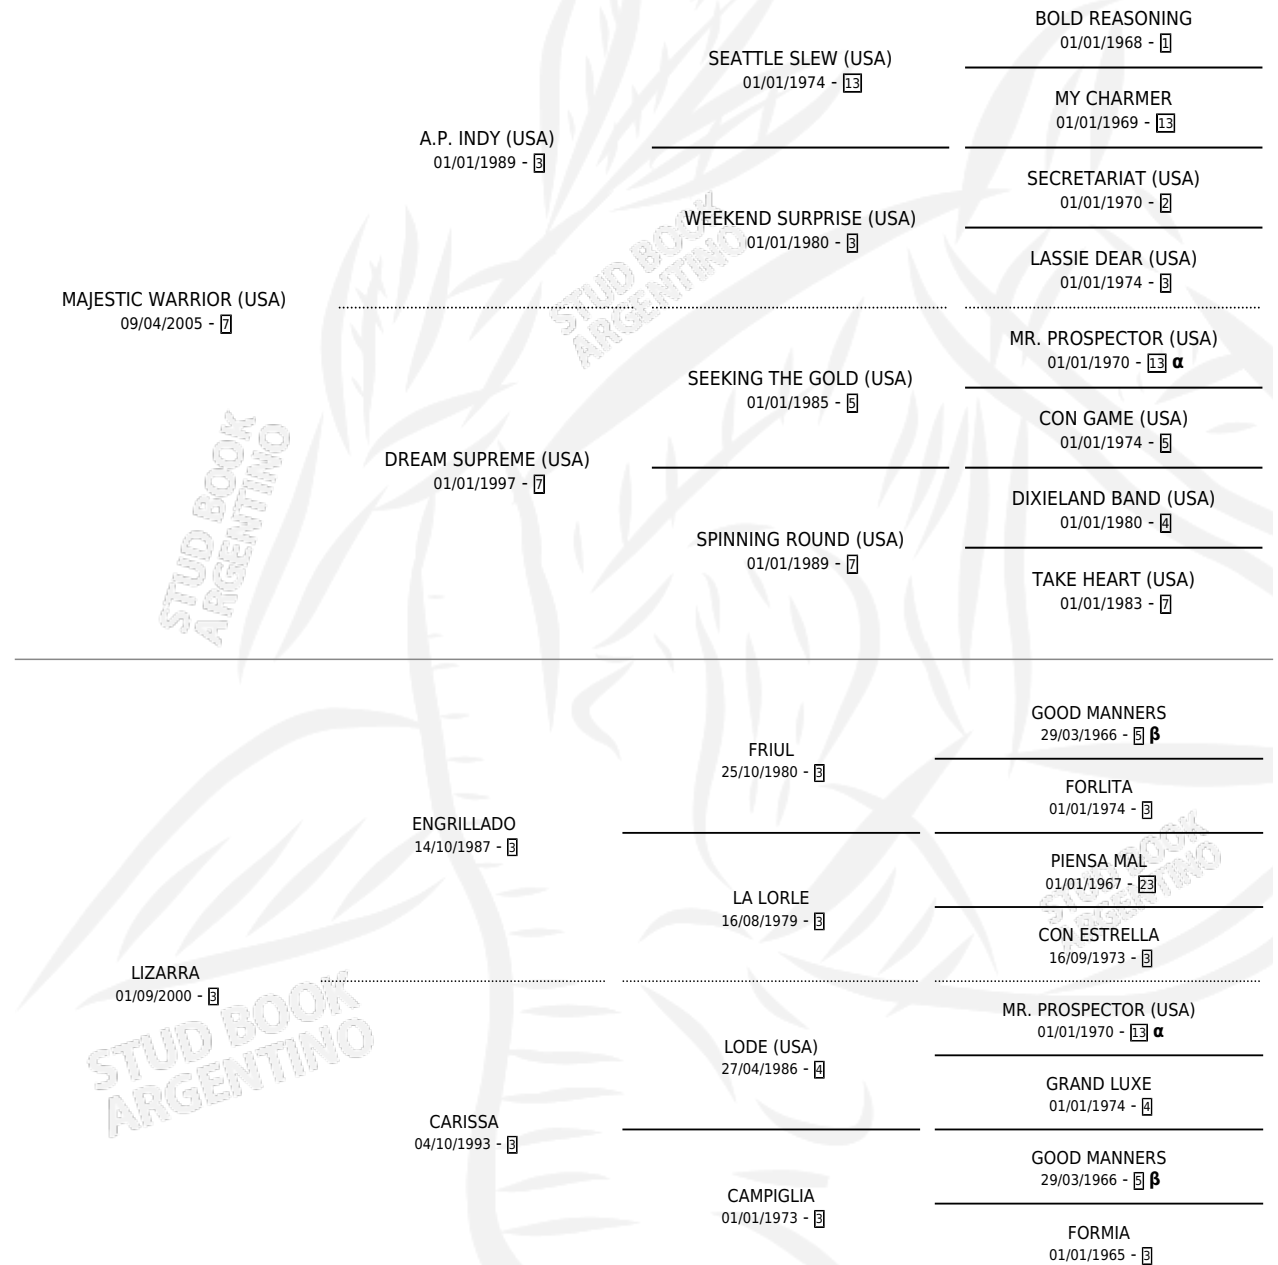 BOLD REASONING
01/01/1968 - 1
SEATTLE SLEW (USA)
01/01/1974 - 13
MY CHARMER
01/01/1969 - 13
A.P. INDY (USA)
01/01/1989 - 3
SECRETARIAT (USA)
01/01/1970 - 2
WEEKEND SURPRISE (USA)
01/01/1980 - 3
LASSIE DEAR (USA)
01/01/1974 - 3
MAJESTIC WARRIOR (USA)
09/04/2005 - 7
MR. PROSPECTOR (USA)
01/01/1970 - 13 α
SEEKING THE GOLD (USA)
01/01/1985 - 5
CON GAME (USA)
01/01/1974 - 5
DREAM SUPREME (USA)
01/01/1997 - 7
DIXIELAND BAND (USA)
01/01/1980 - 4
SPINNING ROUND (USA)
01/01/1989 - 7
TAKE HEART (USA)
01/01/1983 - 7
GOOD MANNERS
29/03/1966 - 5 β
FRIUL
25/10/1980 - 3
FORLITA
01/01/1974 - 3
ENGRILLADO
14/10/1987 - 3
PIENSA MAL
01/01/1967 - 23
LA LORLE
16/08/1979 - 3
CON ESTRELLA
16/09/1973 - 3
LIZARRA
01/09/2000 - 3
MR. PROSPECTOR (USA)
01/01/1970 - 13 α
LODE (USA)
27/04/1986 - 4
GRAND LUXE
01/01/1974 - 4
CARISSA
04/10/1993 - 3
GOOD MANNERS
29/03/1966 - 5 β
CAMPIGLIA
01/01/1973 - 3
FORMIA
01/01/1965 - 3
STUD BOOK
ARGENTINO
STUD BOOK
ARGENTINO
STUD BOOK
ARGENTINO
STUD BOOK
ARGENTINO